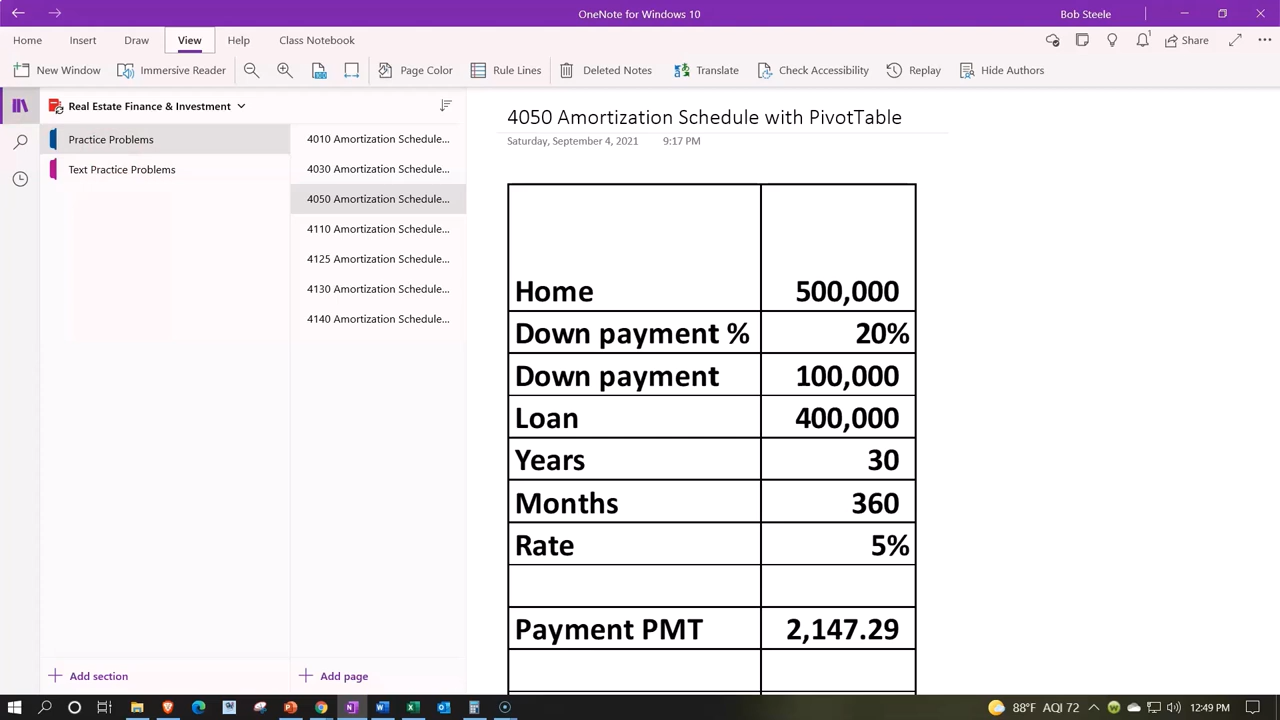 OneNote for Windows 10
Bob Steele
Home Insert Draw View Help Class Notebook
1 Share
New Window Immersive Reader Page Color Rule Lines Deleted Notes Translate Check Accessibility Replay Hide Authors
Real Estate Finance & Investment
Practice Problems
Text Practice Problems
Add section
4010 Amortization Schedule...
4030 Amortization Schedule...
4050 Amortization Schedule...
4110 Amortization Schedule...
4125 Amortization Schedule...
4130 Amortization Schedule...
4140 Amortization Schedule...
Add page
4050 Amortization Schedule with PivotTable
Saturday, September 4, 2021 9:17 PM
Home 500,000
Down payment % 20%
Down payment 100,000
Loan 400,000
Years 30
Months 360
Rate 5%
Payment PMT 2,147.29
88°F AQI 72 12:49 PM